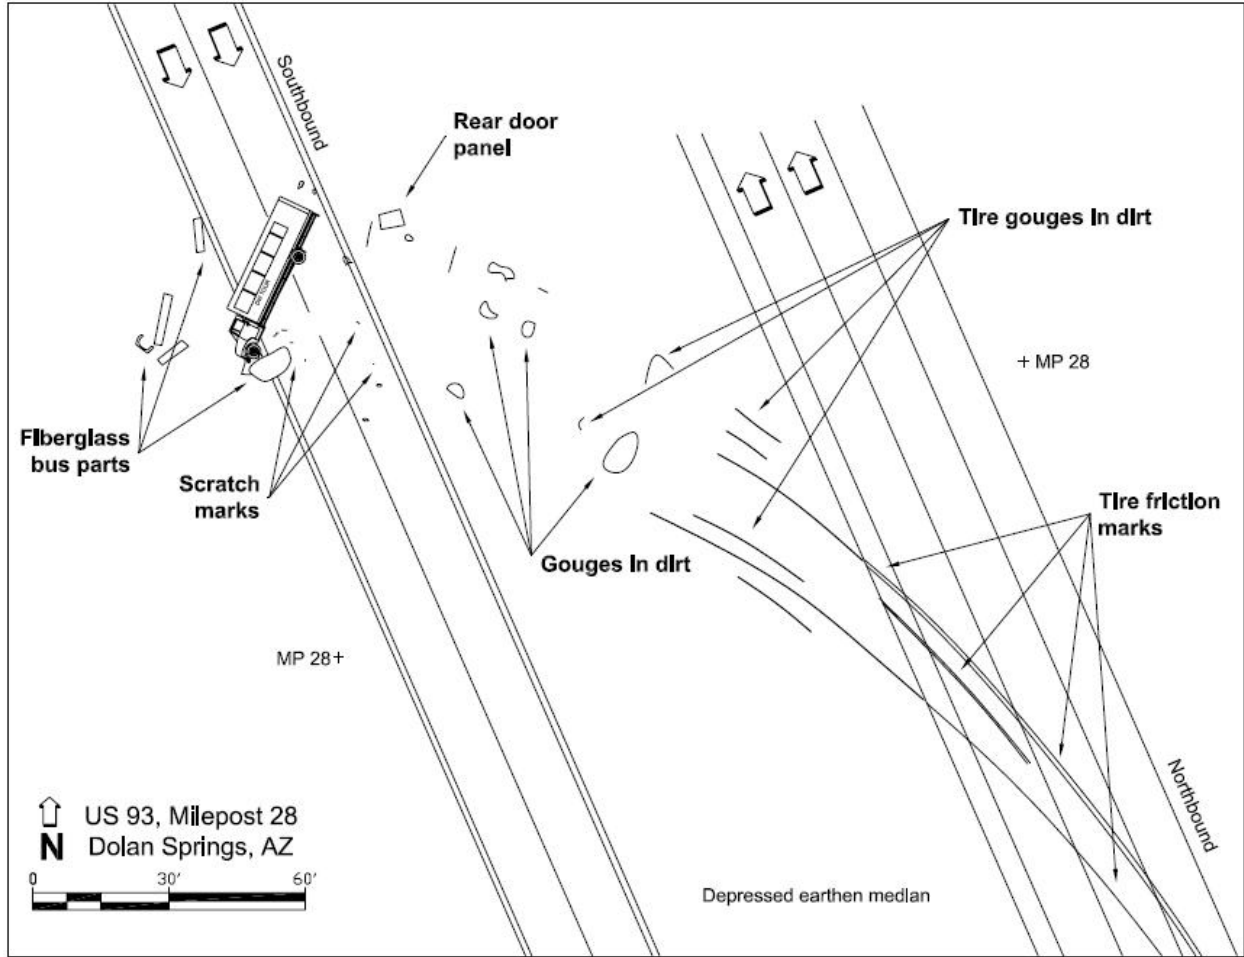 Southbound
Rear door
panel
Tire gouges in dirt
+ MP 28
Fiberglass
bus parts
Scratch
marks
Tire friction
marks
Gouges in dirt
MP 28+
Northbound
US 93, Milepost 28
N Dolan Springs, AZ
0 30' 60'
Depressed earthen median